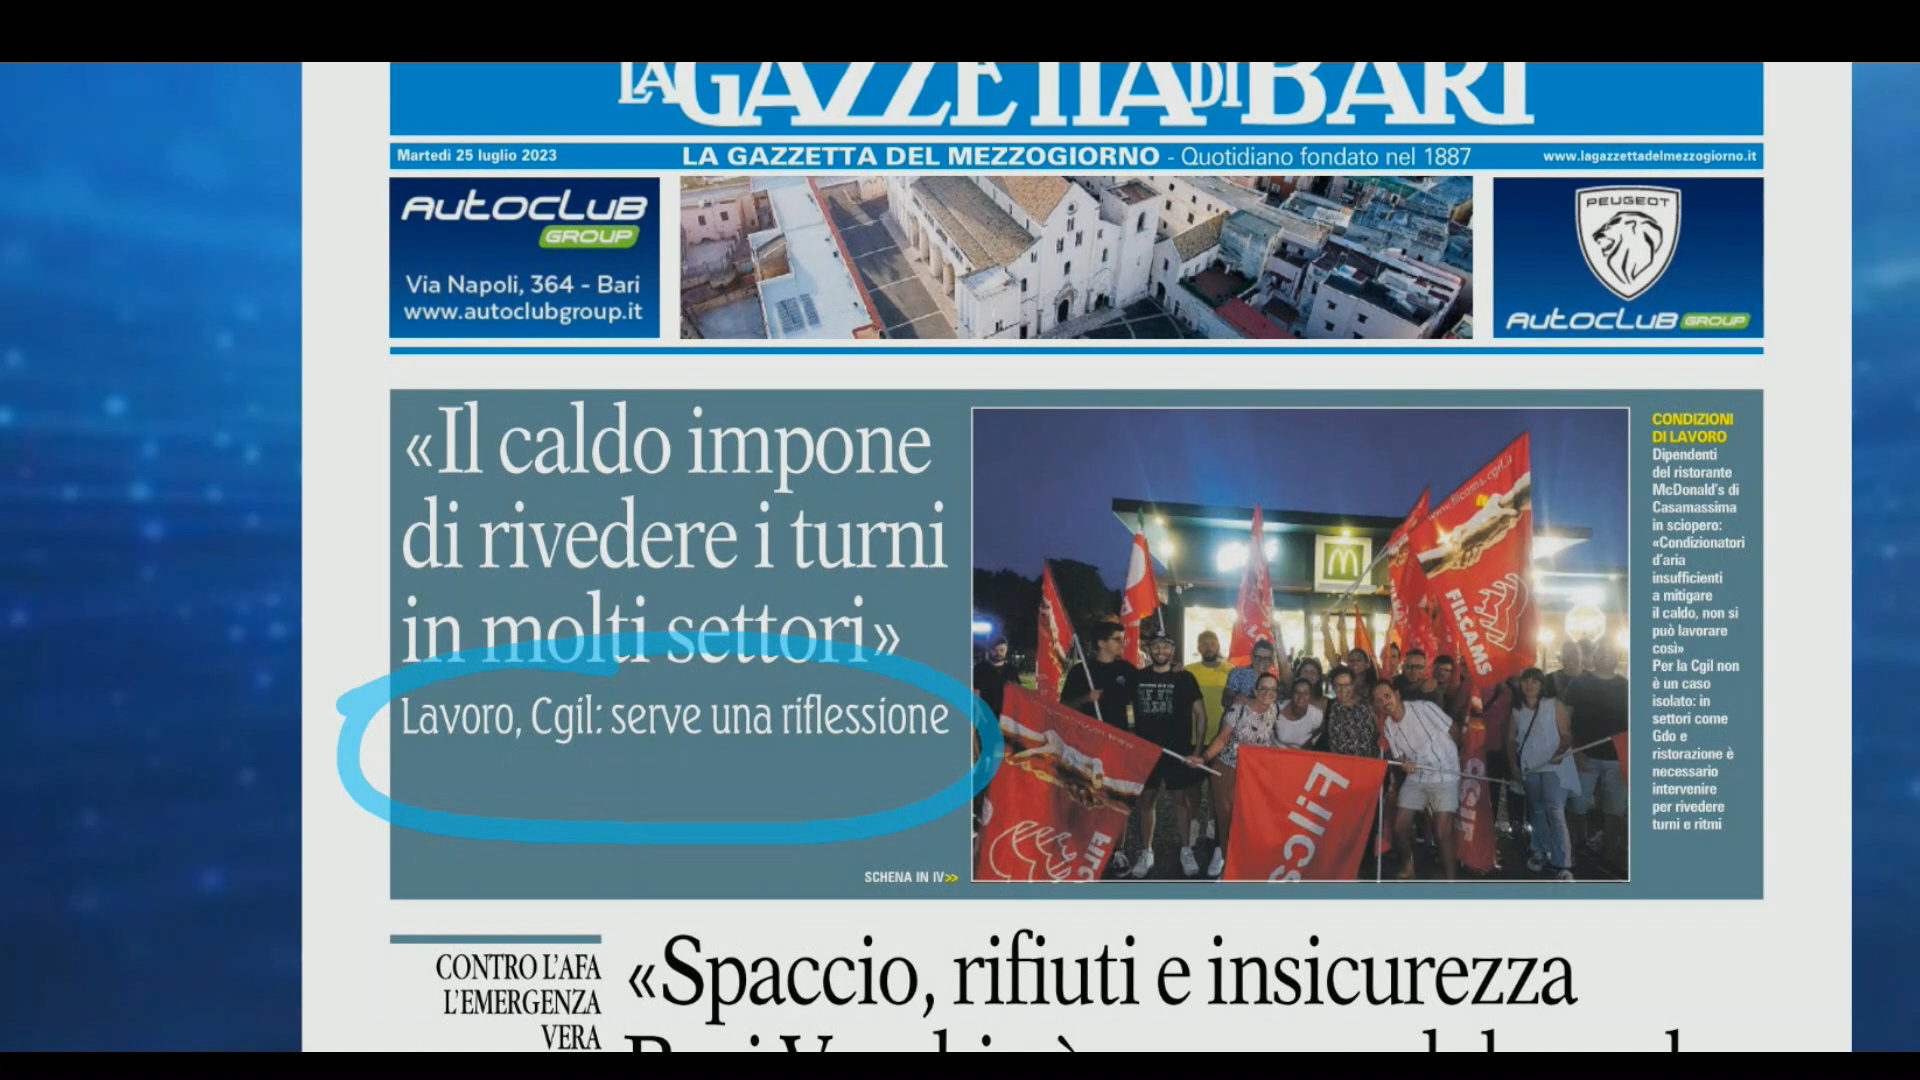 LA GAZZETTA DI BARI
Martedì 25 luglio 2023
LA GAZZETTA DEL MEZZOGIORNO - Quotidiano fondato nel 1887
www.lagazzettadelmezzogiorno.it
AUTOCLUB
GROUP
Via Napoli, 364 - Bari
www.autoclubgroup.it
PEUGEOT
AUTOCLUB GROUP
«Il caldo impone
di rivedere i turni
in molti settori»
Lavoro, Cgil: serve una riflessione
SCHENA IN IV>>
www.filcams.cgil.it
FILCAMS
Filcs
CONDIZIONI
DI LAVORO
Dipendenti
del ristorante
McDonald's di
Casamassima
in sciopero:
«Condizionatori
d'aria
insufficienti
a mitigare
il caldo, non si
può lavorare
così»
Per la Cgil non
è un caso
isolato: in
settori come
Gdo e
ristorazione è
necessario
intervenire
per rivedere
turni e ritmi
CONTRO L'AFA
L'EMERGENZA
VERA
«Spaccio, rifiuti e insicurezza